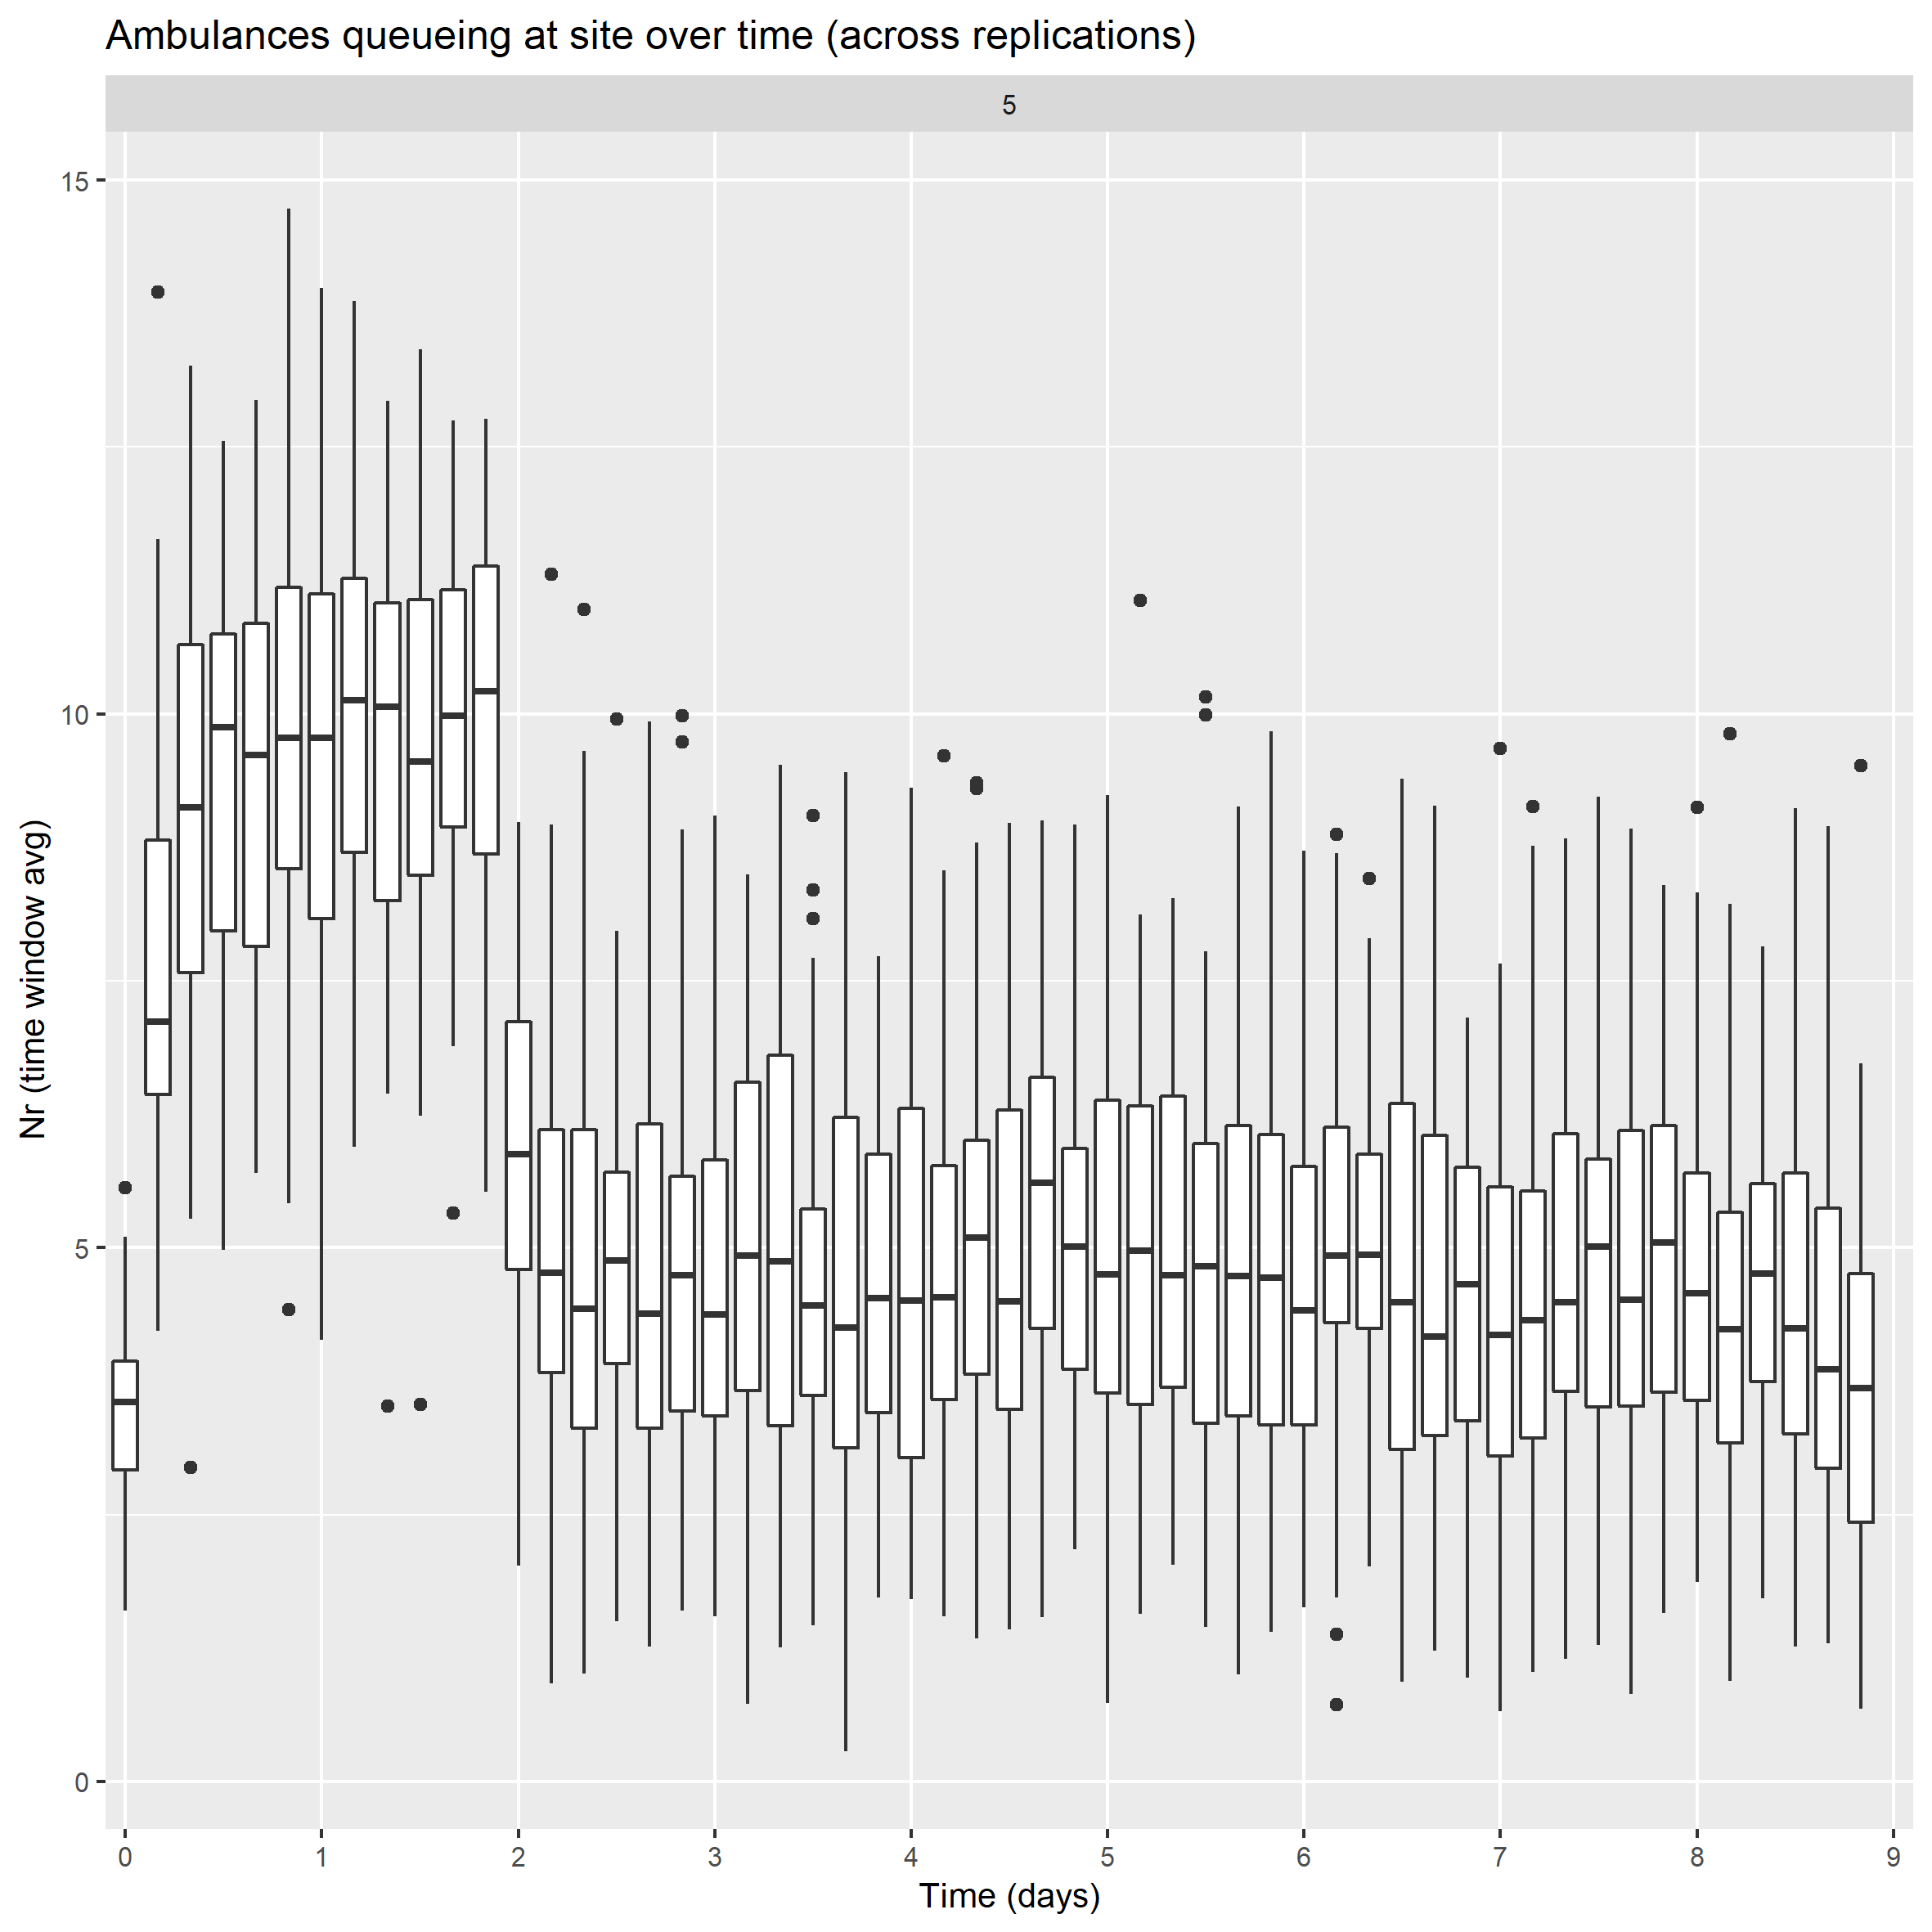 Ambulances queueing at site over time (across replications)
5
15
10
5
0
Nr (time window avg)
0 1 2 3 4 5 6 7 8 9
Time (days)